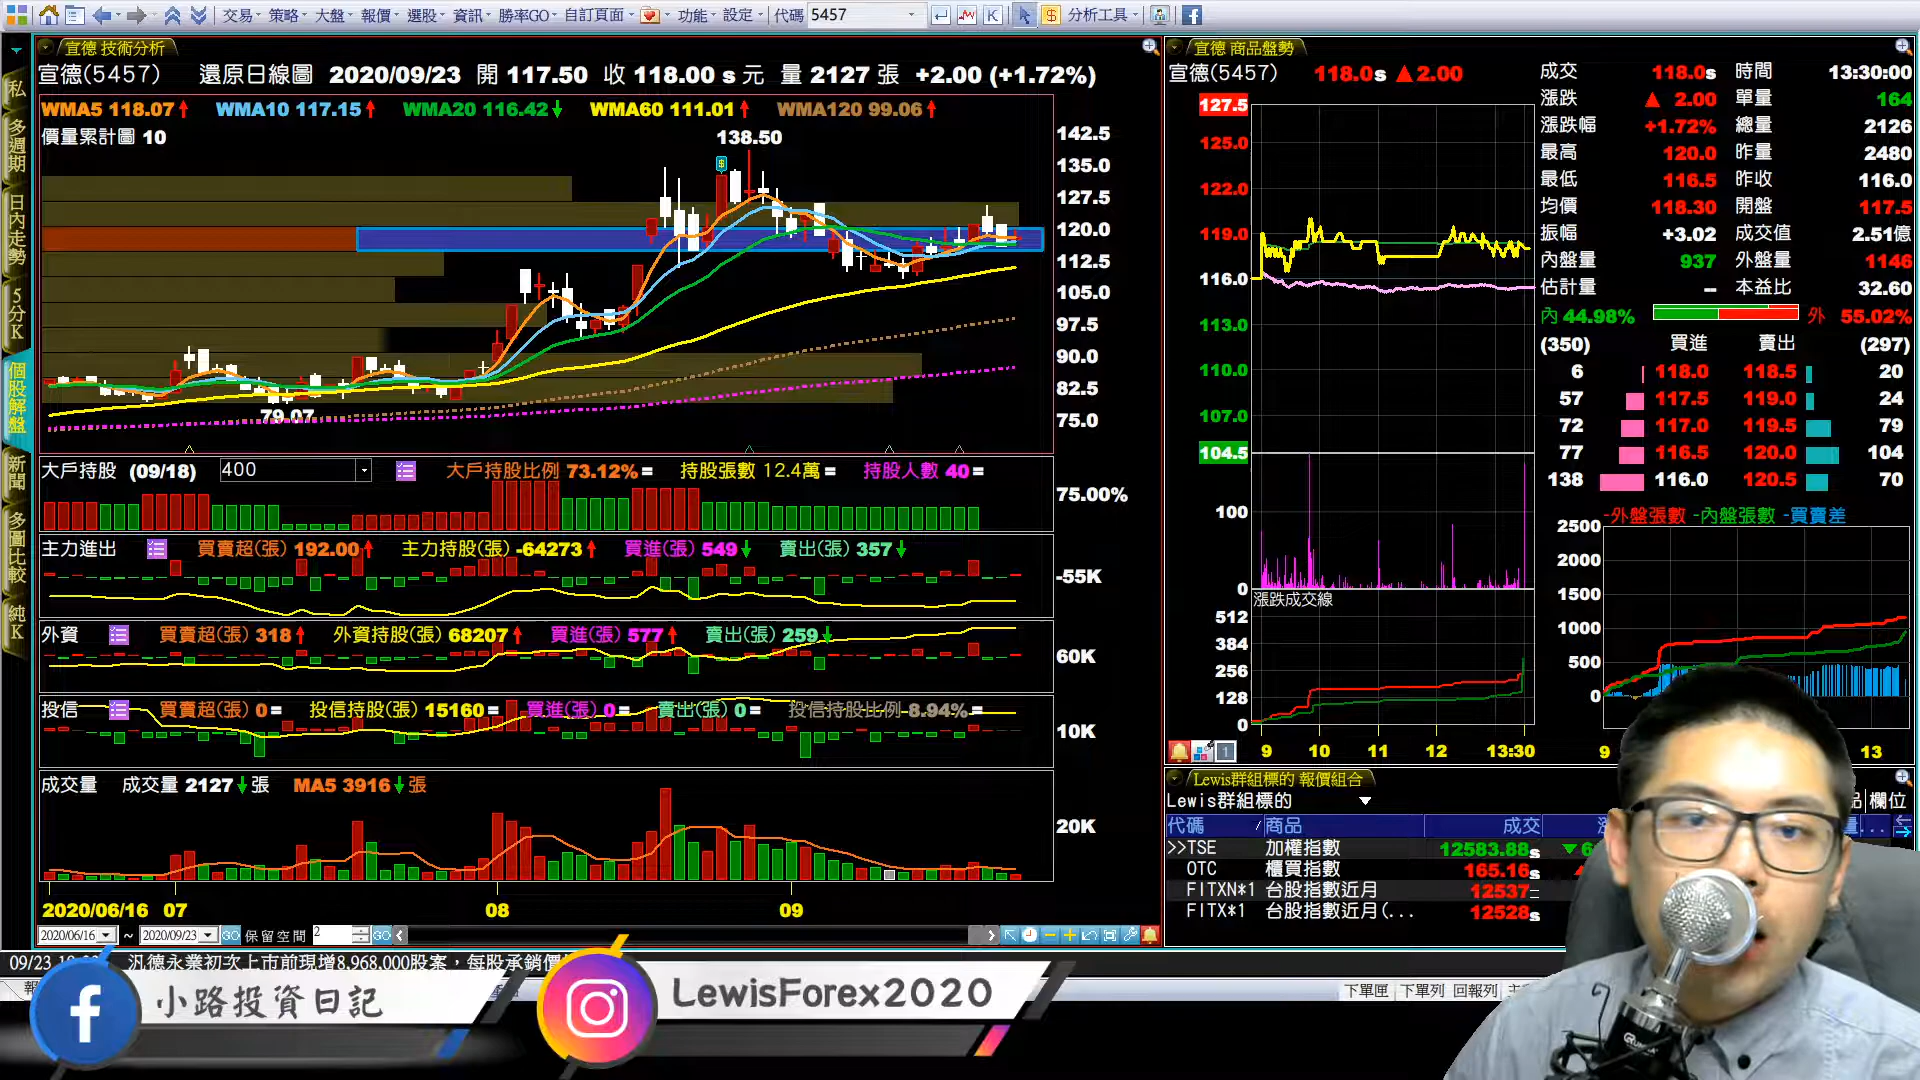 交易 策略 大盤 報價 選股 資訊 勝率GO 自訂頁面 功能 設定 代碼 5457 K $ 分析工具
私
多週期
日內走勢
5分K
個股解盤
新聞
多圖比較
純K
宣德 技術分析
宣德(5457) 還原日線圖 2020/09/23 開 117.50 收 118.00 s 元 量 2127 張 +2.00 (+1.72%)
WMA5 118.07 WMA10 117.15 WMA20 116.42 WMA60 111.01 WMA120 99.06
價量累計圖 10
138.50
79.07
142.5
135.0
127.5
120.0
112.5
105.0
97.5
90.0
82.5
75.0
大戶持股 (09/18) 400 大戶持股比例 73.12% = 持股張數 12.4萬 = 持股人數 40 =
75.00%
主力進出 買賣超(張) 192.00 主力持股(張) -64273 買進(張) 549 賣出(張) 357
-55K
外資 買賣超(張) 318 外資持股(張) 68207 買進(張) 577 賣出(張) 259
60K
投信 買賣超(張) 0 = 投信持股(張) 15160 = 買進(張) 0 = 賣出(張) 0 = 投信持股比例 8.94% =
10K
成交量 成交量 2127 張 MA5 3916 張
20K
2020/06/16 07 08 09
2020/06/16 ~ 2020/09/23 GO 保留空間 2 GO
宣德 商品盤勢
宣德(5457) 118.0s ▲2.00
127.5
125.0
122.0
119.0
116.0
113.0
110.0
107.0
104.5
100
0
漲跌成交線
512
384
256
128
0
9 10 11 12 13:30
成交 118.0s 時間 13:30:00
漲跌 ▲ 2.00 單量 164
漲跌幅 +1.72% 總量 2126
最高 120.0 昨量 2480
最低 116.5 昨收 116.0
均價 118.30 開盤 117.5
振幅 +3.02 成交值 2.51億
內盤量 937 外盤量 1146
估計量 -- 本益比 32.60
內 44.98% 外 55.02%
(350) 買進 賣出 (297)
6 118.0 118.5 20
57 117.5 119.0 24
72 117.0 119.5 79
77 116.5 120.0 104
138 116.0 120.5 70
-外盤張數 -內盤張數 -買賣差
2500
2000
1500
1000
500
0
9 13
Lewis群組標的 報價組合
Lewis群組標的 欄位
代碼 商品 成交
>>TSE 加權指數 12583.88s ▼6
OTC 櫃買指數 165.16s
FITXN*1 台股指數近月 12537
FITX*1 台股指數近月(... 12528s
09/23 汎德永業初次上市前現增8,968,000股案，每股承銷價
下單匣 下單列 回報列
f 小路投資日記
LewisForex2020